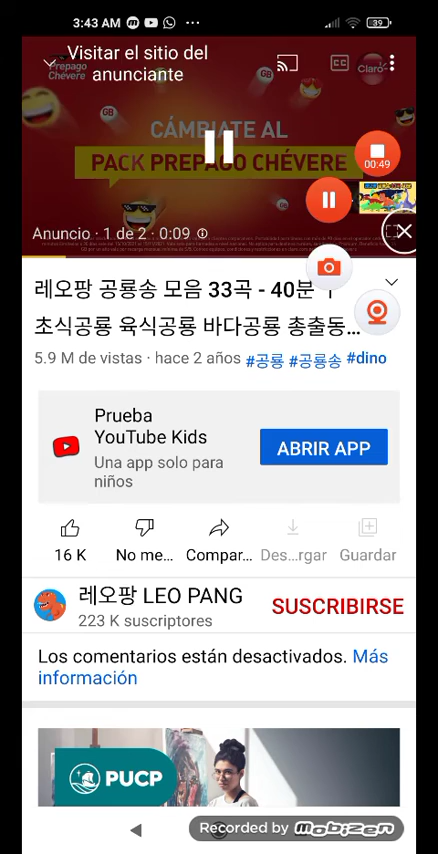 3:43 AM
39
Visitar el sitio del
anunciante
Prepago
Chévere
CC
Claro
GB
GB
CÁMBIATE AL
PACK PREPAGO CHÉVERE
00:49
GB
Anuncio · 1 de 2 · 0:09
레오팡 공룡송 모음 33곡 - 40분
초식공룡 육식공룡 바다공룡 총출동...
5.9 M de vistas · hace 2 años #공룡 #공룡송 #dino
Prueba
YouTube Kids
Una app solo para
niños
ABRIR APP
16 K No me... Compar... Des...rgar Guardar
레오팡 LEO PANG
223 K suscriptores
SUSCRIBIRSE
Los comentarios están desactivados. Más
información
PUCP
Recorded by Mobizen